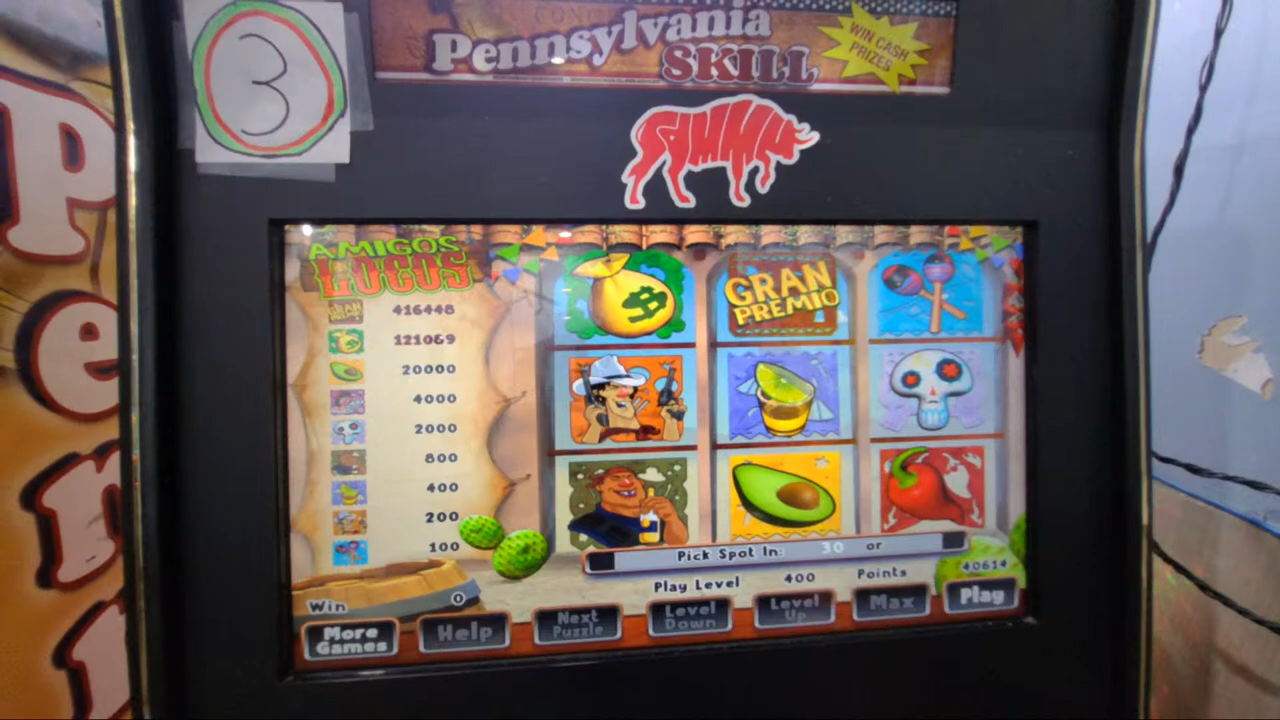 3
Pennsylvania
SKILL
WIN CASH
PRIZES
Pe
AMIGOS
LOCOS
416448
121069
20000
4000
2000
800
400
200
100
$
GRAN
PREMIO
Pick Spot In: 30 or
Play Level 400 Points 40614
Win 0
More
Games
Help
Next
Puzzle
Level
Down
Level
Up
Max
Play